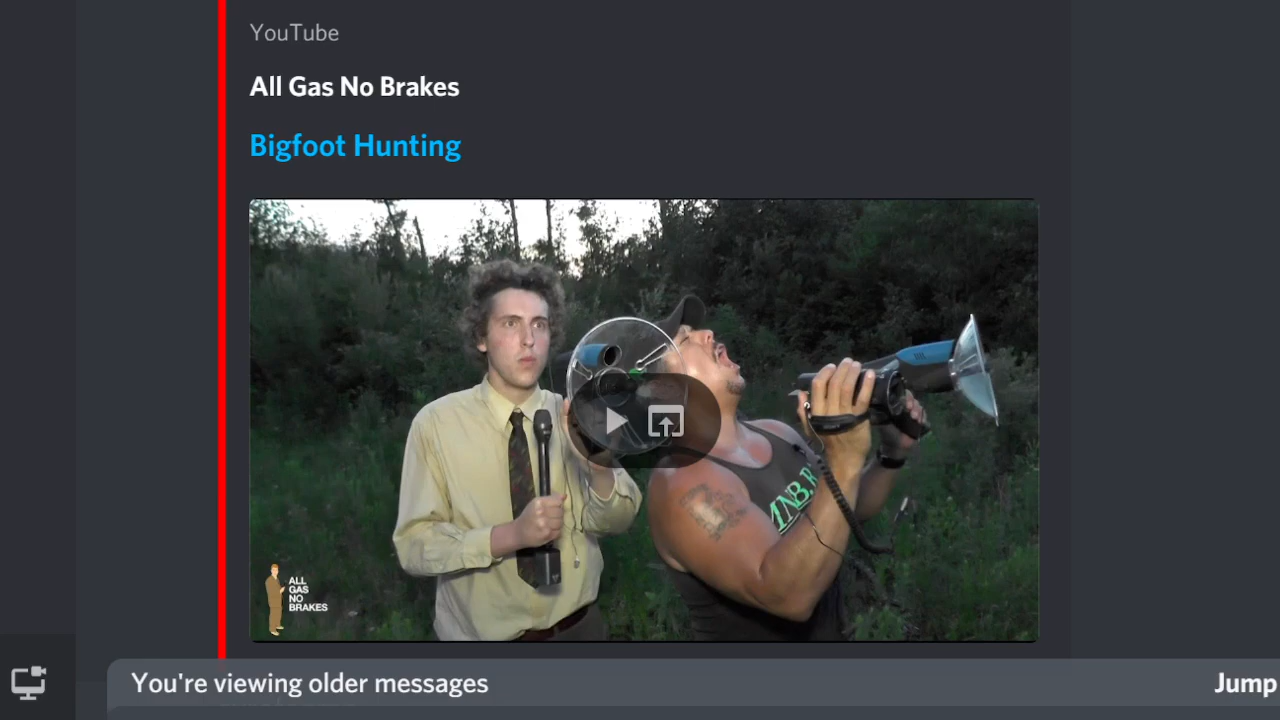 YouTube
All Gas No Brakes
Bigfoot Hunting
ALL
GAS
NO
BRAKES
You're viewing older messages
Jump